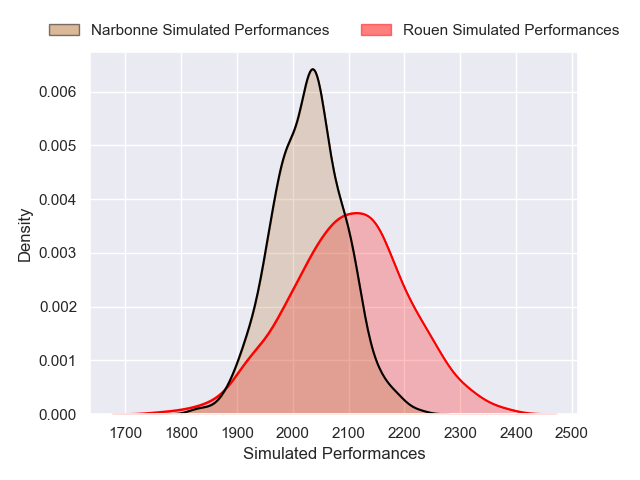 Narbonne Simulated Performances Rouen Simulated Performances
0.006
0.005
0.004
0.003
0.002
0.001
0.000
Density
1700 1800 1900 2000 2100 2200 2300 2400 2500
Simulated Performances